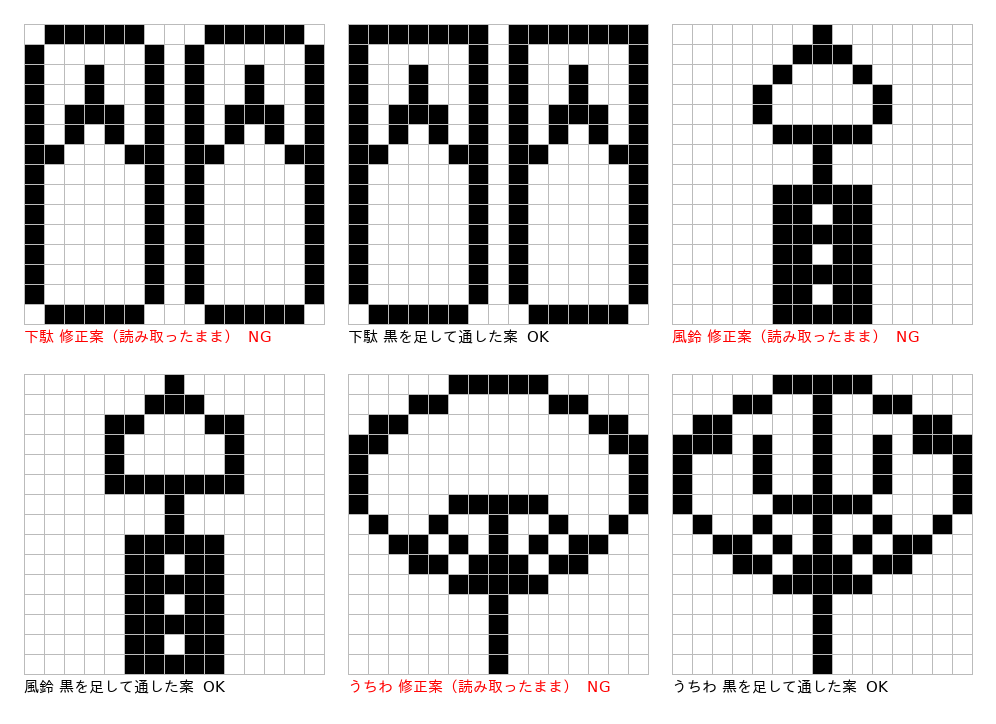 下駄 修正案（読み取ったまま） NG
下駄 黒を足して通した案 OK
風鈴 修正案（読み取ったまま） NG
風鈴 黒を足して通した案 OK
うちわ 修正案（読み取ったまま） NG
うちわ 黒を足して通した案 OK